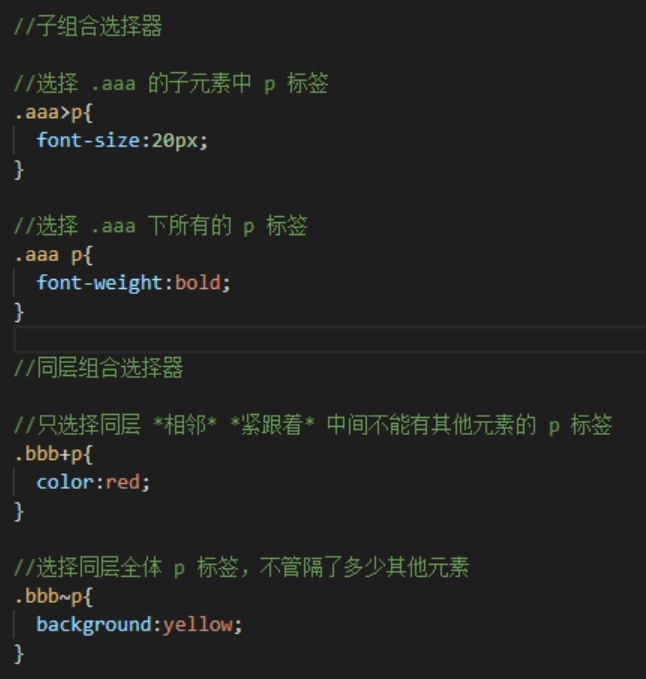 //子组合选择器
//选择 .aaa 的子元素中 p 标签
.aaa>p{
font-size:20px;
}
//选择 .aaa 下所有的 p 标签
.aaa p{
font-weight:bold;
}
//同层组合选择器
//只选择同层 *相邻* *紧跟着* 中间不能有其他元素的 p 标签
.bbb+p{
color:red;
}
//选择同层全体 p 标签，不管隔了多少其他元素
.bbb~p{
background:yellow;
}